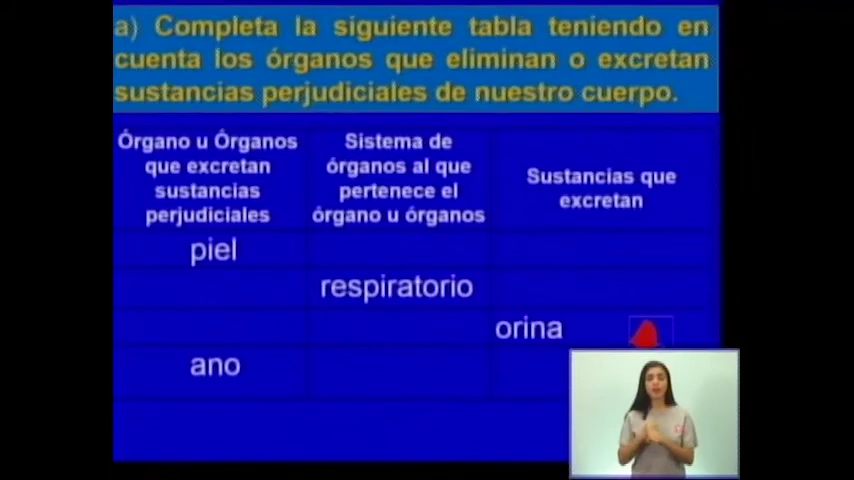 a) Completa la siguiente tabla teniendo en
cuenta los órganos que eliminan o excretan
sustancias perjudiciales de nuestro cuerpo.
Órgano u Órganos
que excretan
sustancias
perjudiciales
Sistema de
órganos al que
pertenece el
órgano u órganos
Sustancias que
excretan
piel
respiratorio
orina
ano